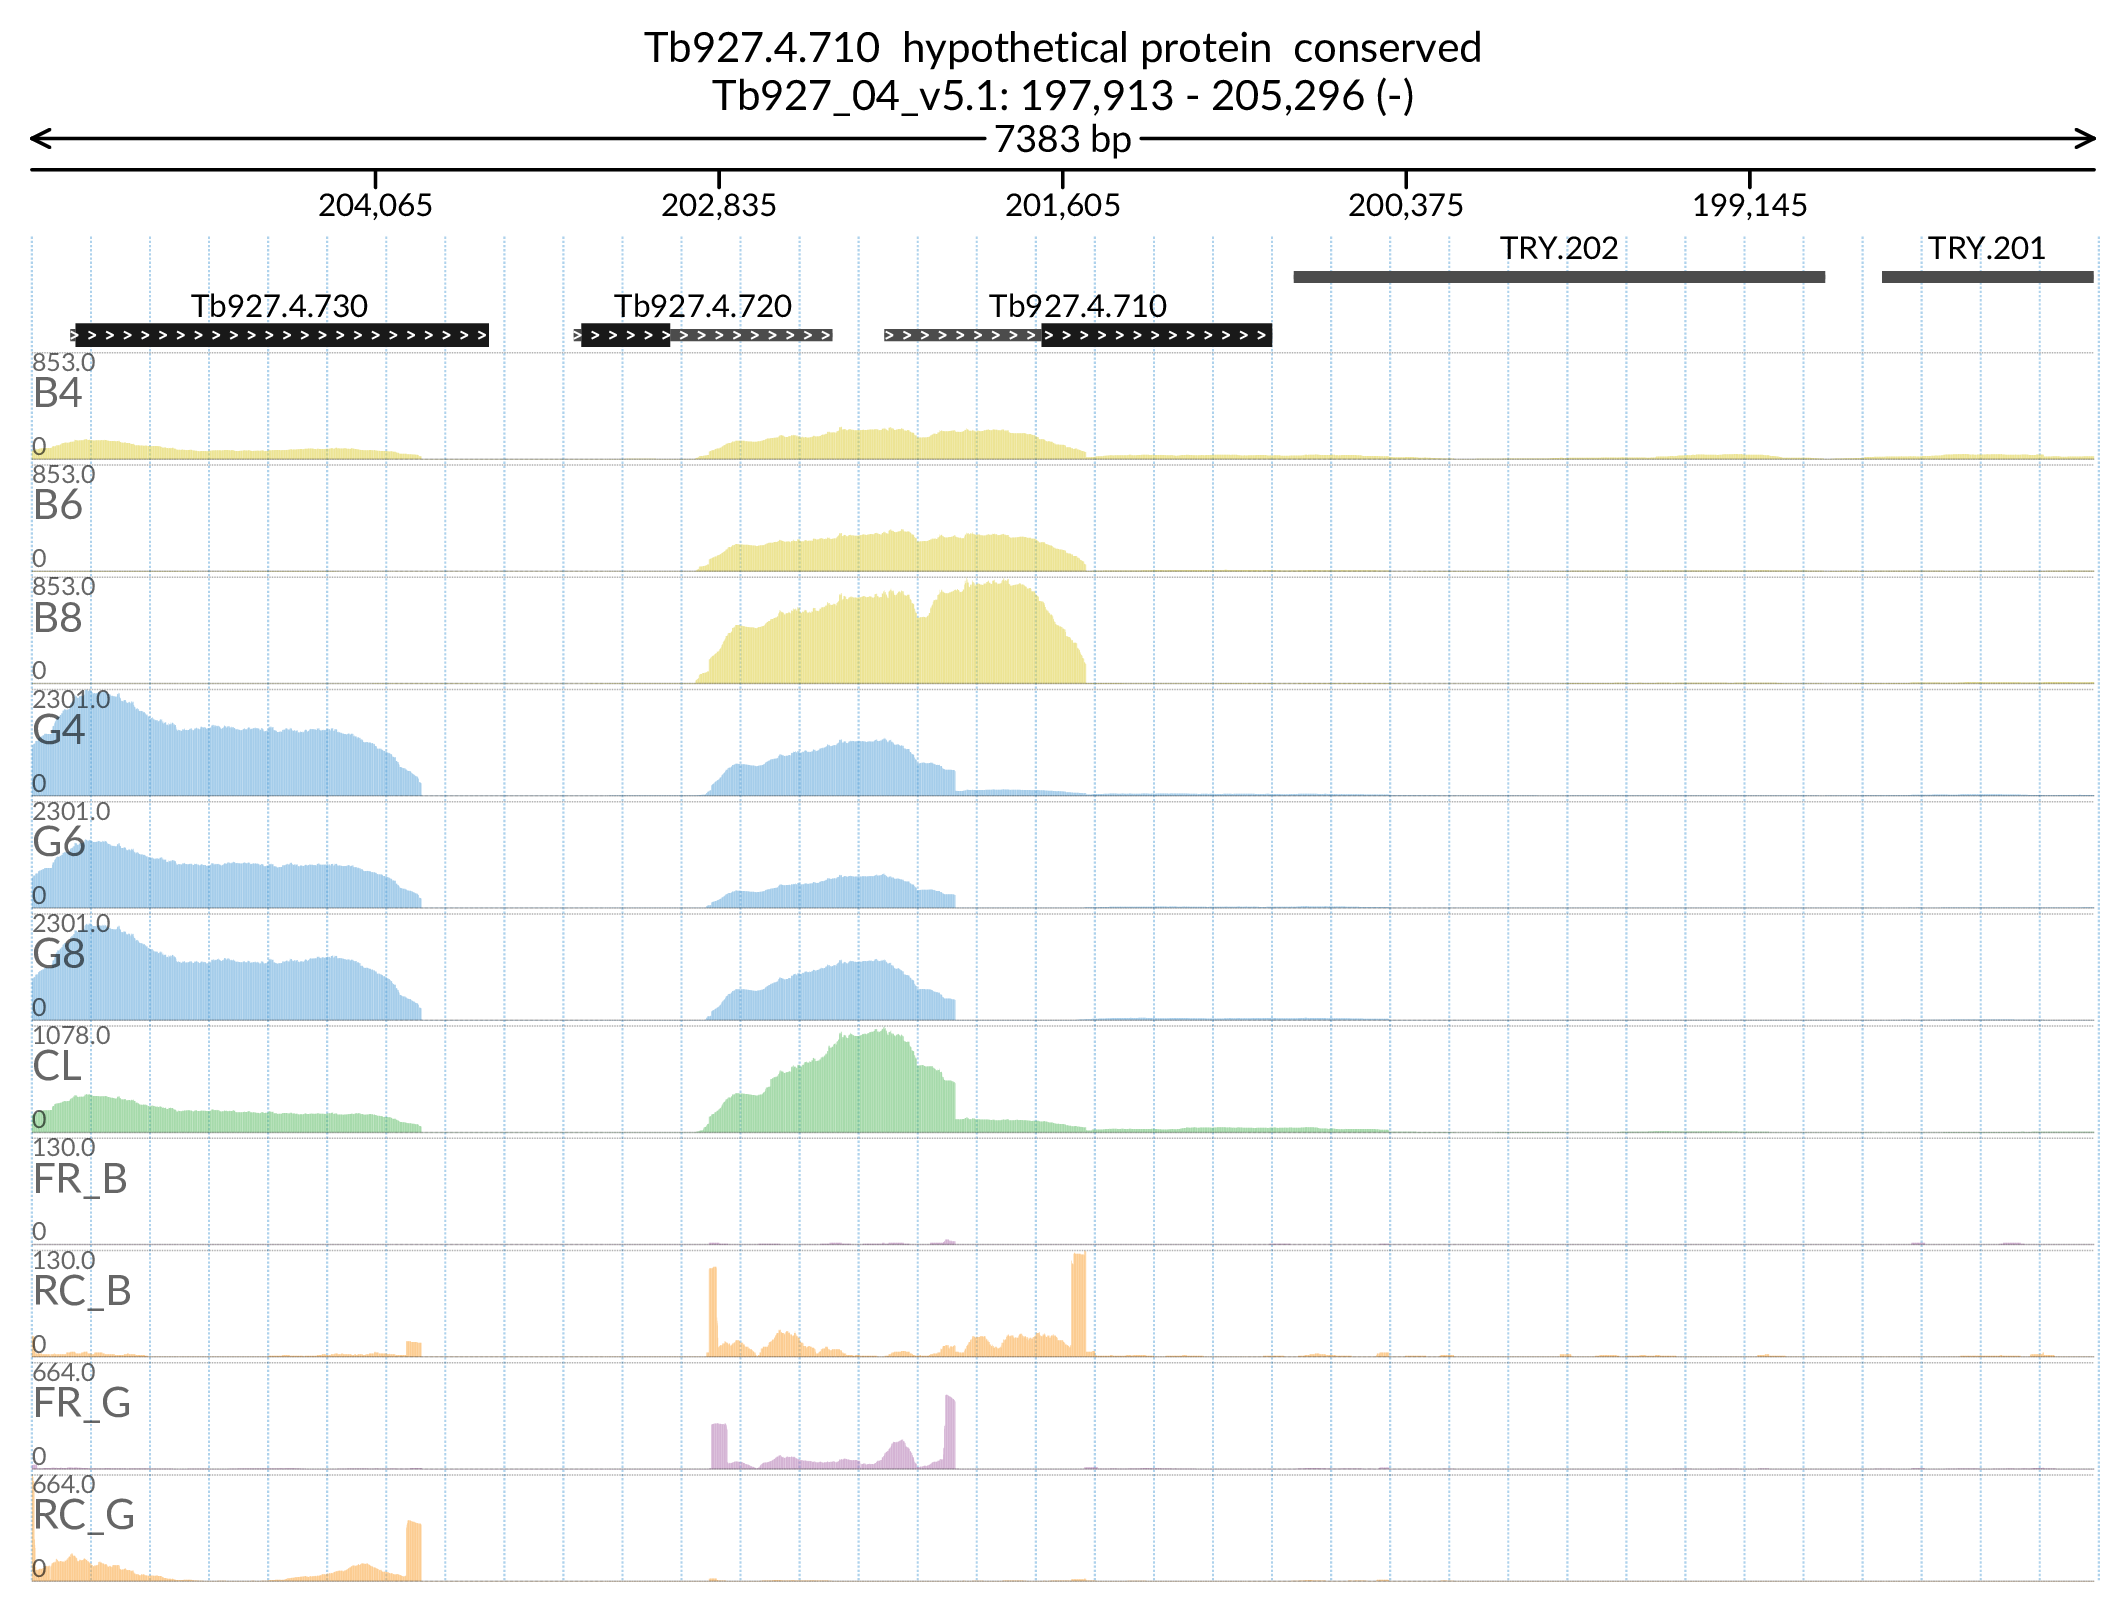 Tb927.4.710 hypothetical protein conserved
Tb927_04_v5.1: 197,913 - 205,296 (-)
7383 bp
204,065 202,835 201,605 200,375 199,145
TRY.202 TRY.201
Tb927.4.730 Tb927.4.720 Tb927.4.710
853.0
B4
0
853.0
B6
0
853.0
B8
0
2301.0
G4
0
2301.0
G6
0
2301.0
G8
0
1078.0
CL
0
130.0
FR_B
0
130.0
RC_B
0
664.0
FR_G
0
664.0
RC_G
0